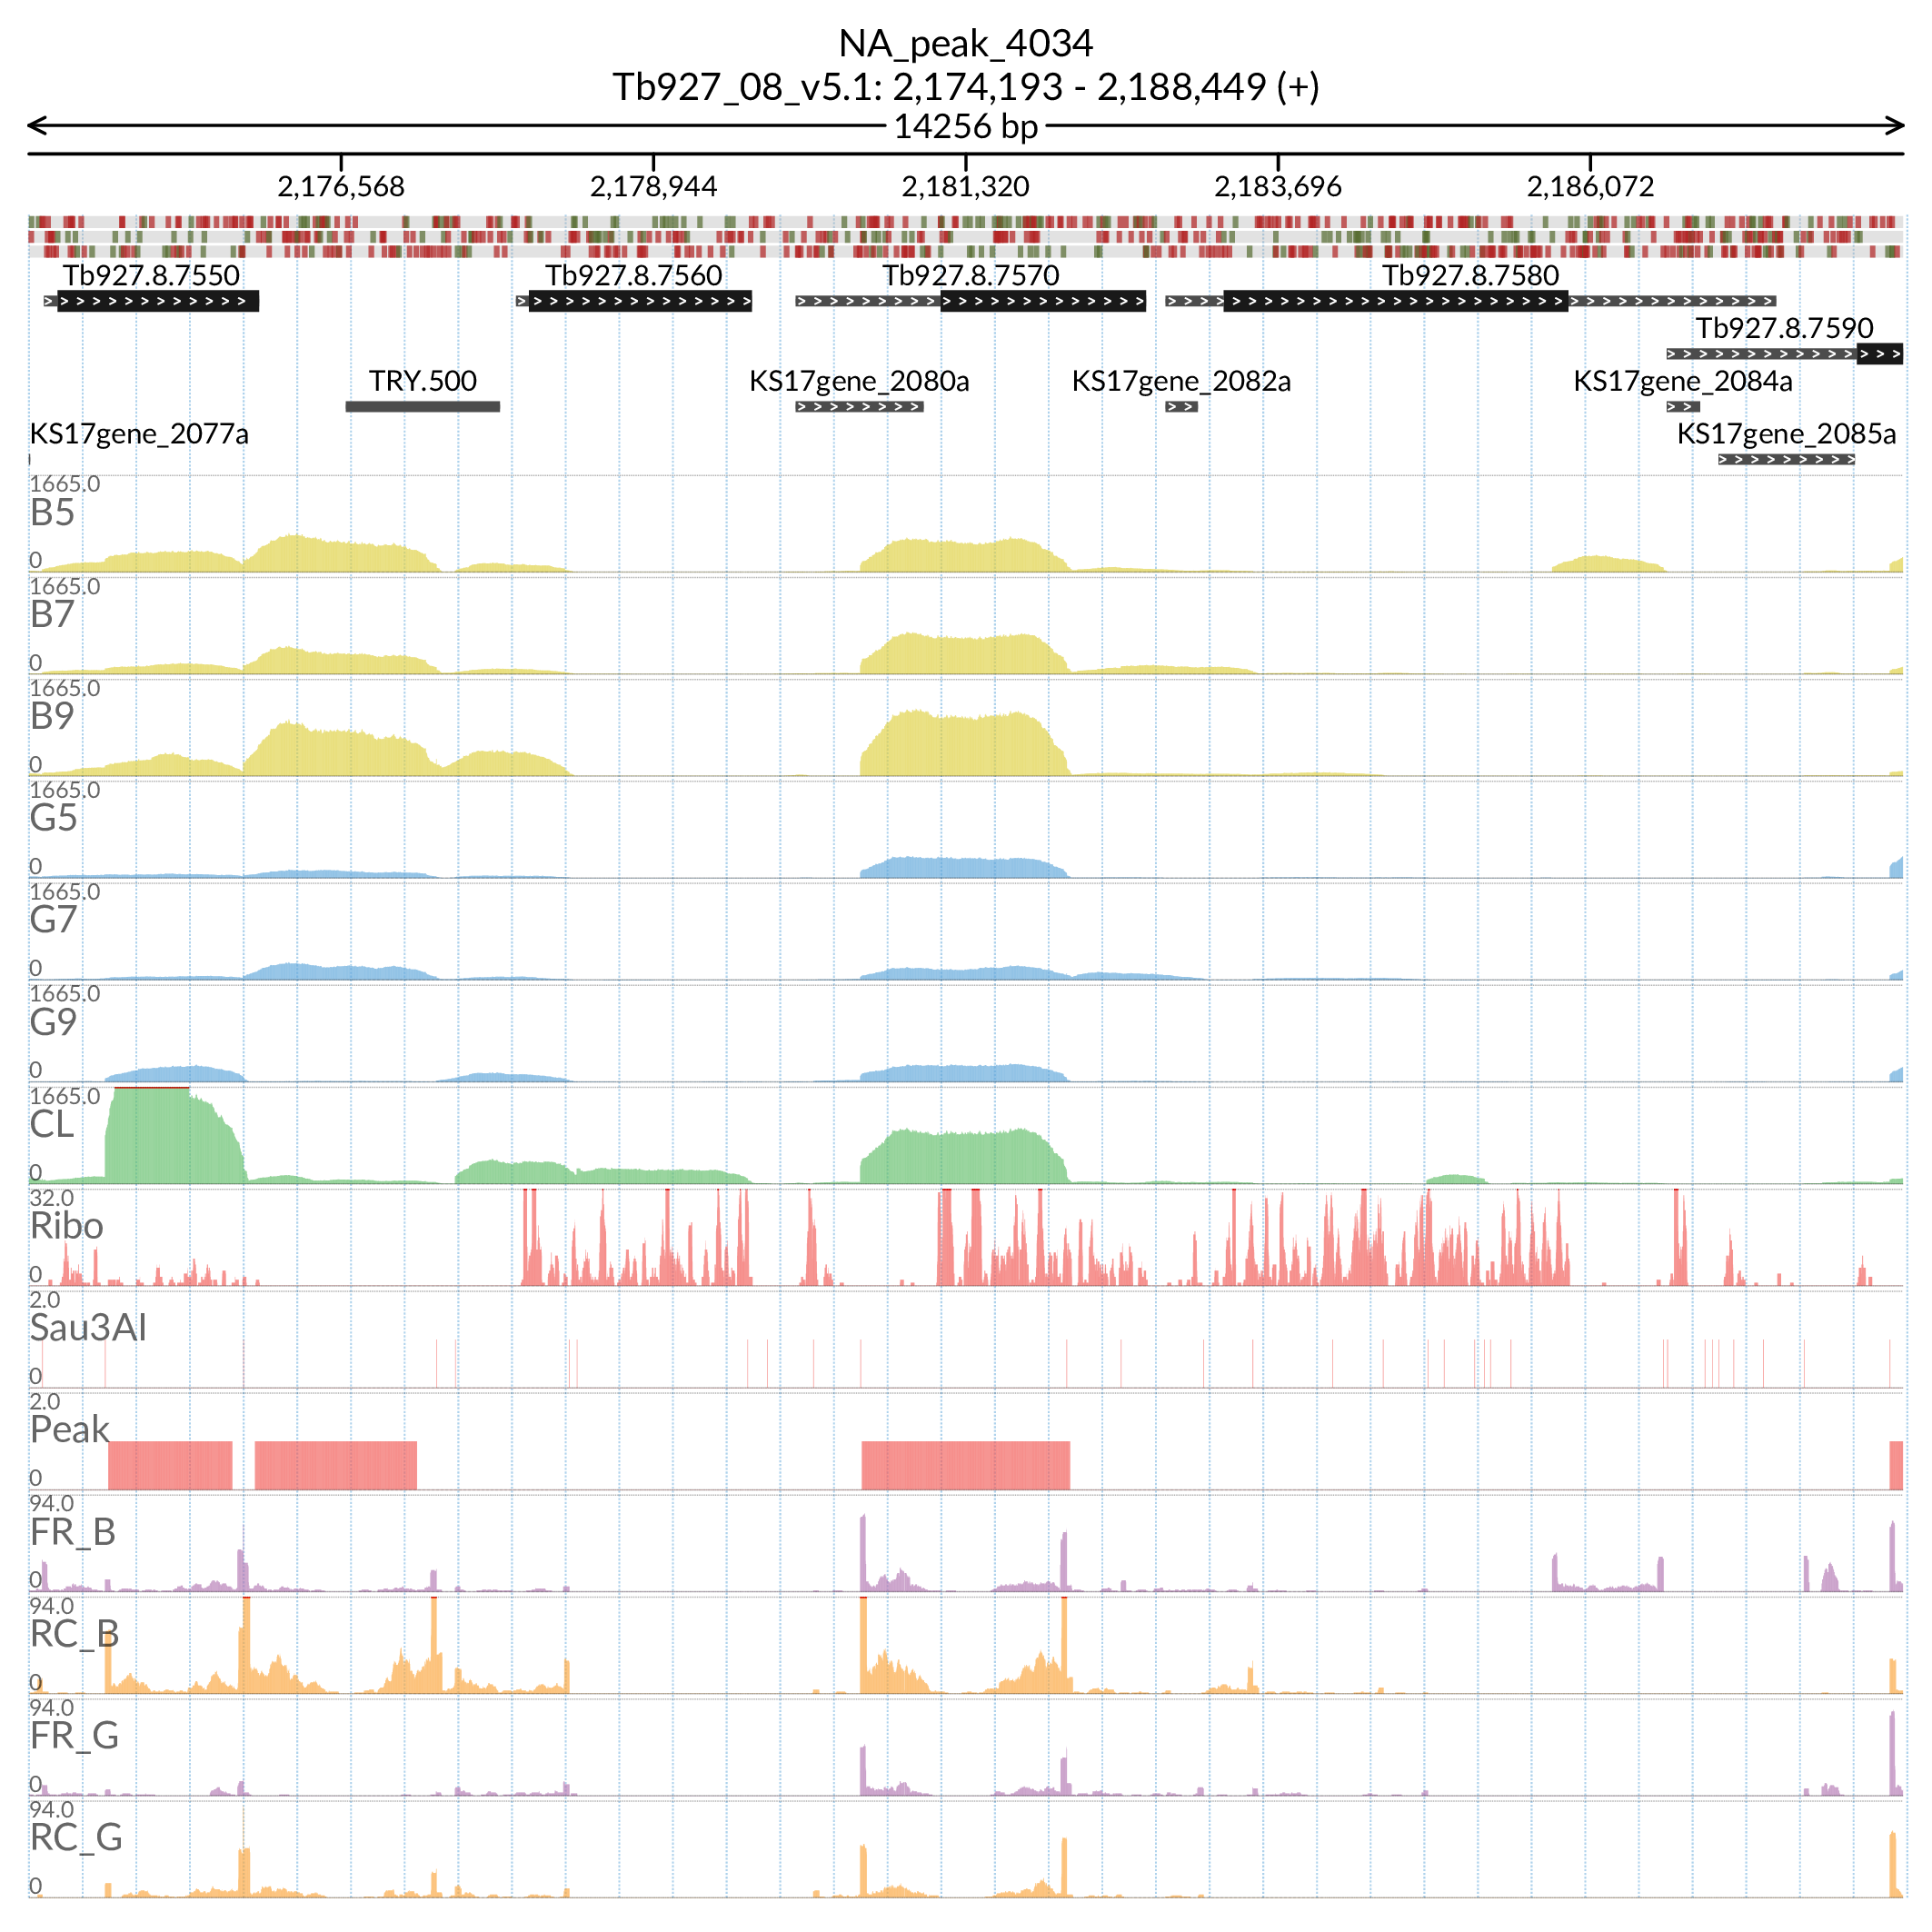 NA_peak_4034
Tb927_08_v5.1: 2,174,193 - 2,188,449 (+)
14256 bp
2,176,568 2,178,944 2,181,320 2,183,696 2,186,072
Tb927.8.7550 Tb927.8.7560 Tb927.8.7570 Tb927.8.7580
Tb927.8.7590
TRY.500 KS17gene_2080a KS17gene_2082a KS17gene_2084a
KS17gene_2077a KS17gene_2085a
1665.0
B5
0
1665.0
B7
0
1665.0
B9
0
1665.0
G5
0
1665.0
G7
0
1665.0
G9
0
1665.0
CL
0
32.0
Ribo
0
2.0
Sau3AI
0
2.0
Peak
0
94.0
FR_B
0
94.0
RC_B
0
94.0
FR_G
0
94.0
RC_G
0